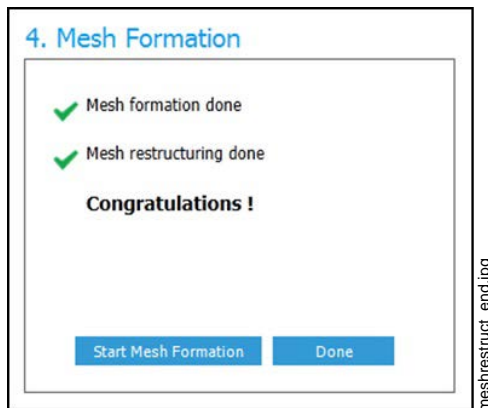 4. Mesh Formation
Mesh formation done
Mesh restructuring done
Congratulations !
Start Mesh Formation
Done
meshrestruct_end.jpg